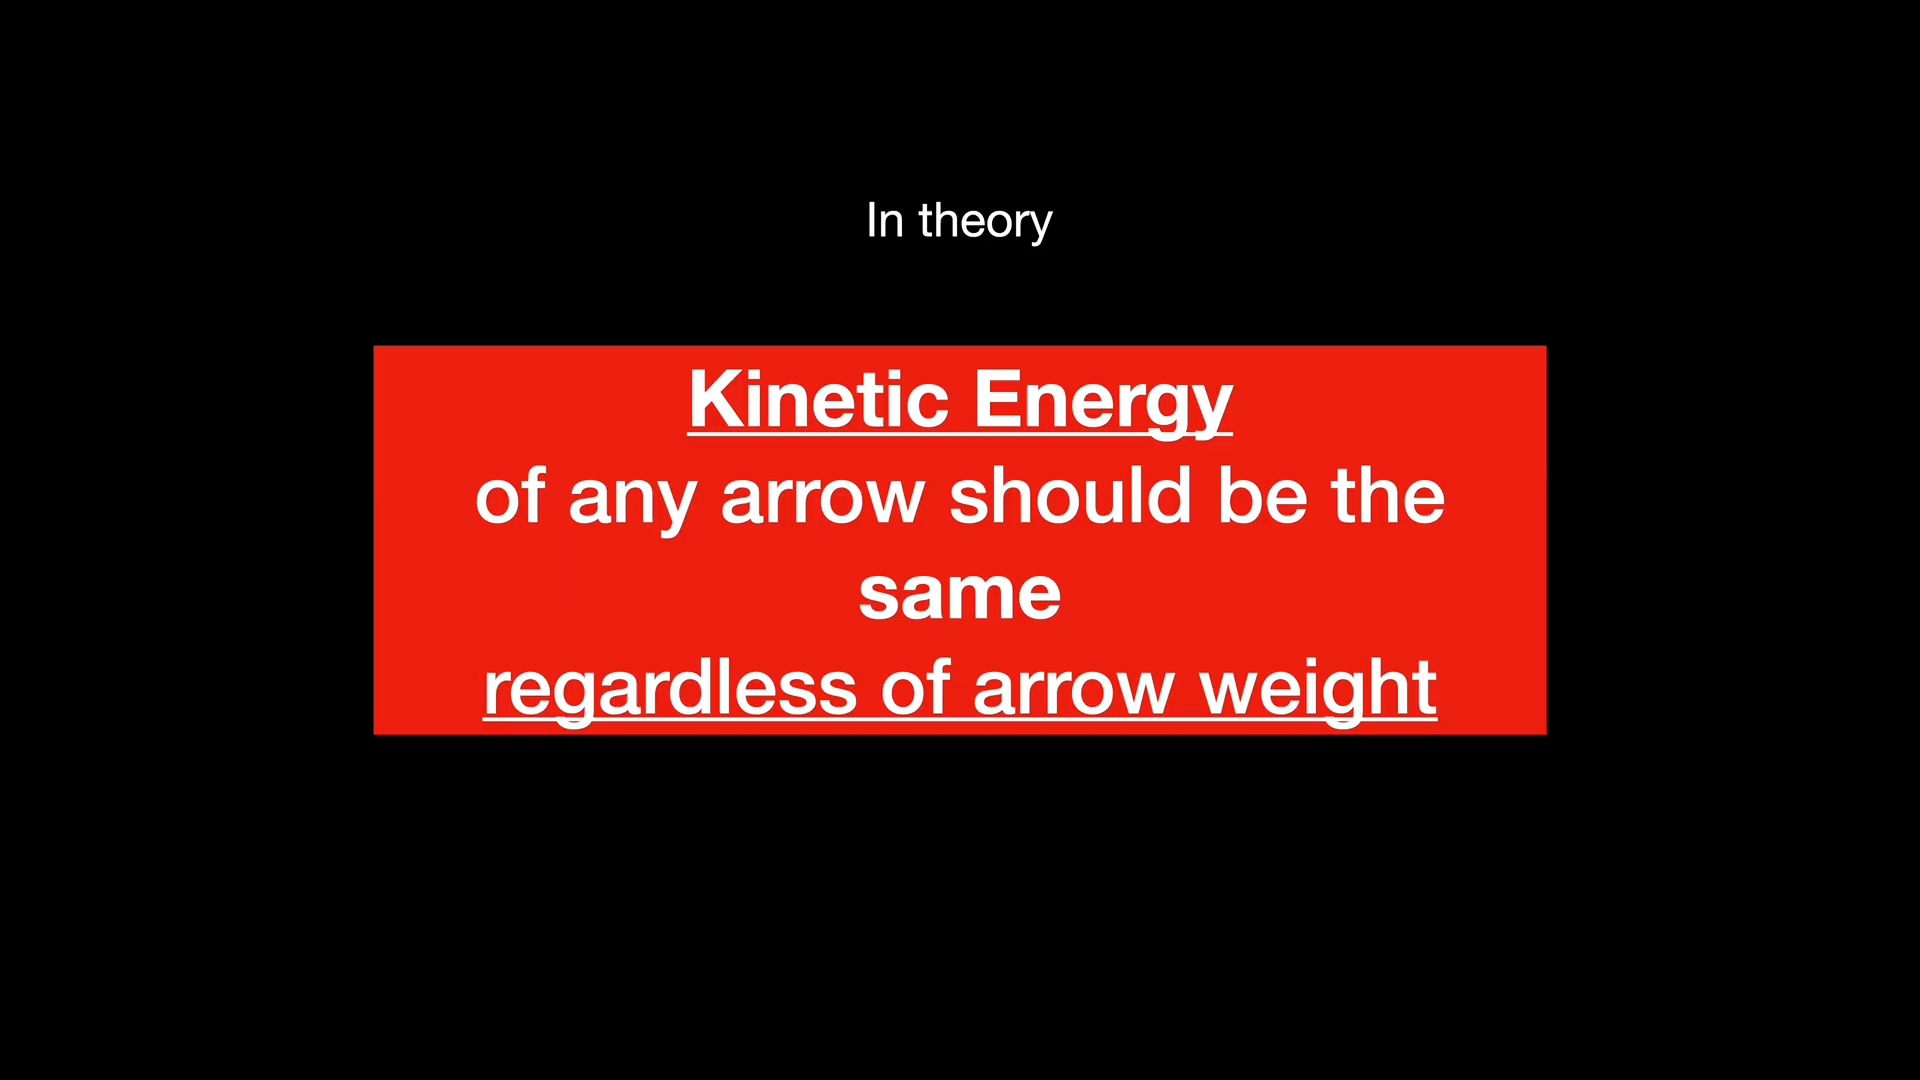 In theory
Kinetic Energy
of any arrow should be the
same
regardless of arrow weight